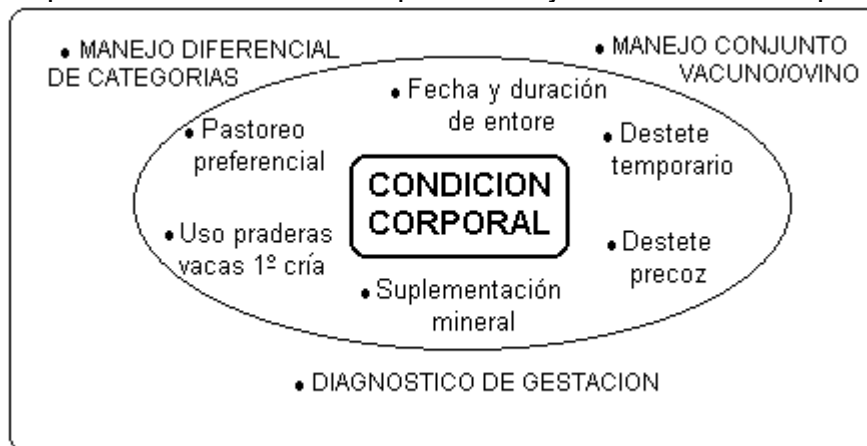 • MANEJO DIFERENCIAL
DE CATEGORIAS
• MANEJO CONJUNTO
VACUNO/OVINO
• Fecha y duración
de entore
• Pastoreo
preferencial
• Destete
temporario
CONDICION
CORPORAL
• Uso praderas
vacas 1º cría
• Destete
precoz
• Suplementación
mineral
• DIAGNOSTICO DE GESTACION